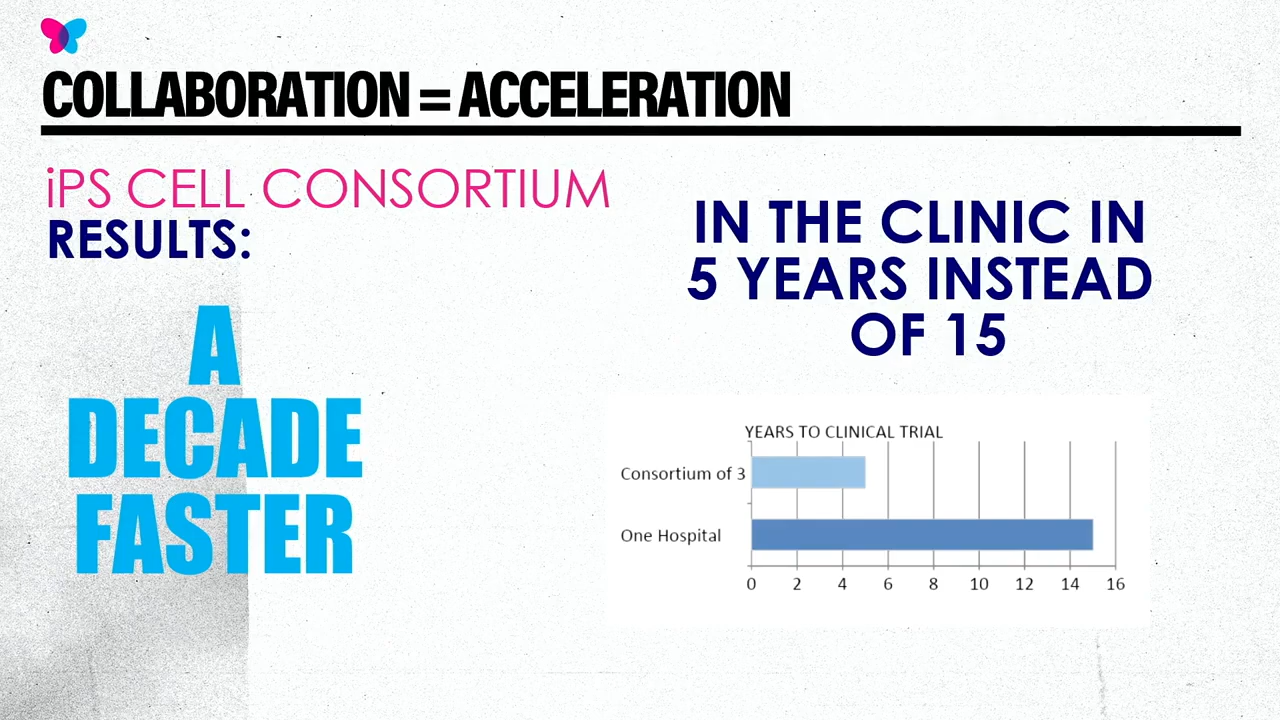 COLLABORATION = ACCELERATION
iPS CELL CONSORTIUM
RESULTS:
A
DECADE
FASTER
IN THE CLINIC IN
5 YEARS INSTEAD
OF 15
YEARS TO CLINICAL TRIAL
Consortium of 3
One Hospital
0 2 4 6 8 10 12 14 16